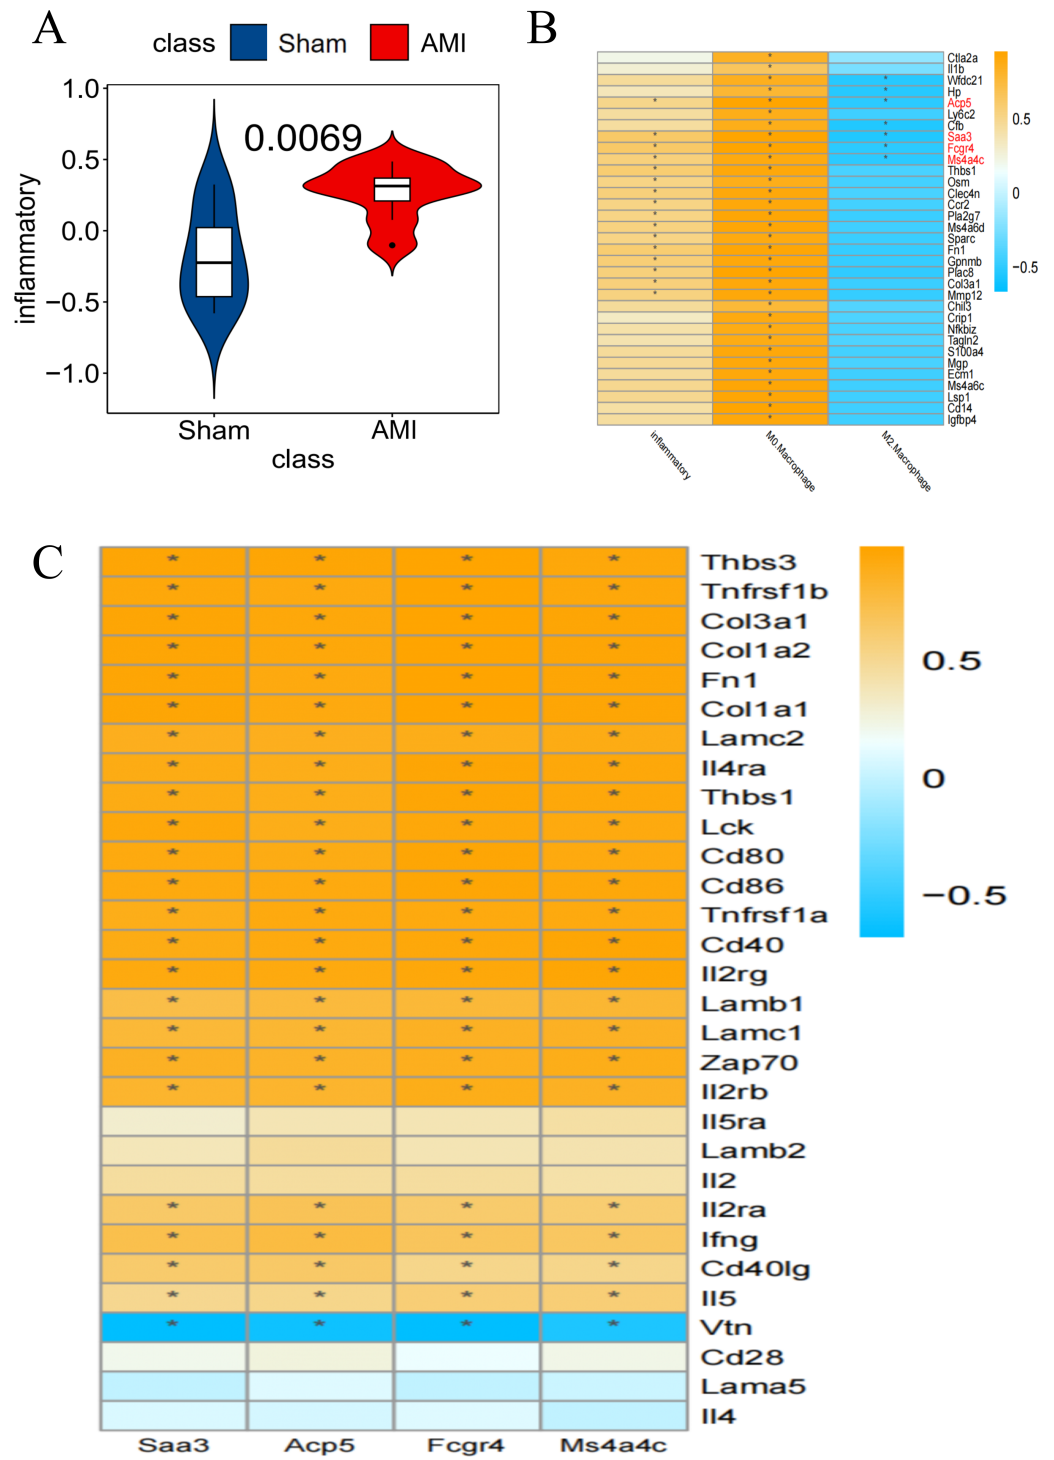 A
class Sham AMI
1.0
0.5
0.0
−0.5
−1.0
inflammatory
0.0069
Sham AMI
class
B
Ctla2a
Il1b
Wfdc21
Hp
Acp5
Ly6c2
Cfb
Saa3
Fcgr4
Ms4a4c
Thbs1
Osm
Clec4n
Ccr2
Pla2g7
Ms4a6d
Sparc
Fn1
Gpnmb
Plac8
Col3a1
Mmp12
Chil3
Crip1
Nfkbiz
Tagln2
S100a4
Mgp
Ecm1
Ms4a6c
Lsp1
Cd14
Igfbp4
0.5
0
−0.5
inflammatory
M0.Macrophage
M2.Macrophage
C
Thbs3
Tnfrsf1b
Col3a1
Col1a2
Fn1
Col1a1
Lamc2
Il4ra
Thbs1
Lck
Cd80
Cd86
Tnfrsf1a
Cd40
Il2rg
Lamb1
Lamc1
Zap70
Il2rb
Il5ra
Lamb2
Il2
Il2ra
Ifng
Cd40lg
Il5
Vtn
Cd28
Lama5
Il4
0.5
0
−0.5
Saa3 Acp5 Fcgr4 Ms4a4c